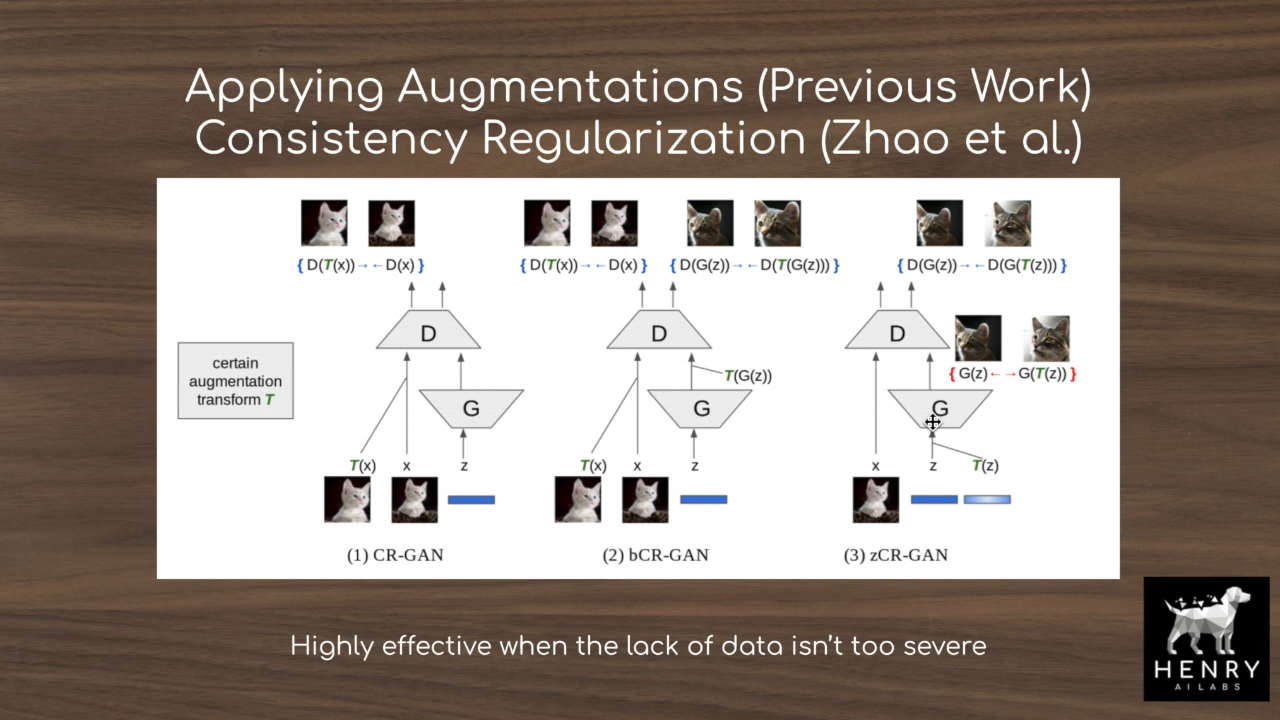 Applying Augmentations (Previous Work)
Consistency Regularization (Zhao et al.)
{ D(T(x))→←D(x) }
{ D(T(x))→←D(x) }
{ D(G(z))→←D(T(G(z))) }
{ D(G(z))→←D(G(T(z))) }
D
D
D
certain
augmentation
transform T
T(G(z))
{ G(z)←→G(T(z)) }
G
G
G
T(x)
x
z
T(x)
x
z
x
z
T(z)
(1) CR-GAN
(2) bCR-GAN
(3) zCR-GAN
Highly effective when the lack of data isn't too severe
HENRY
AI LABS